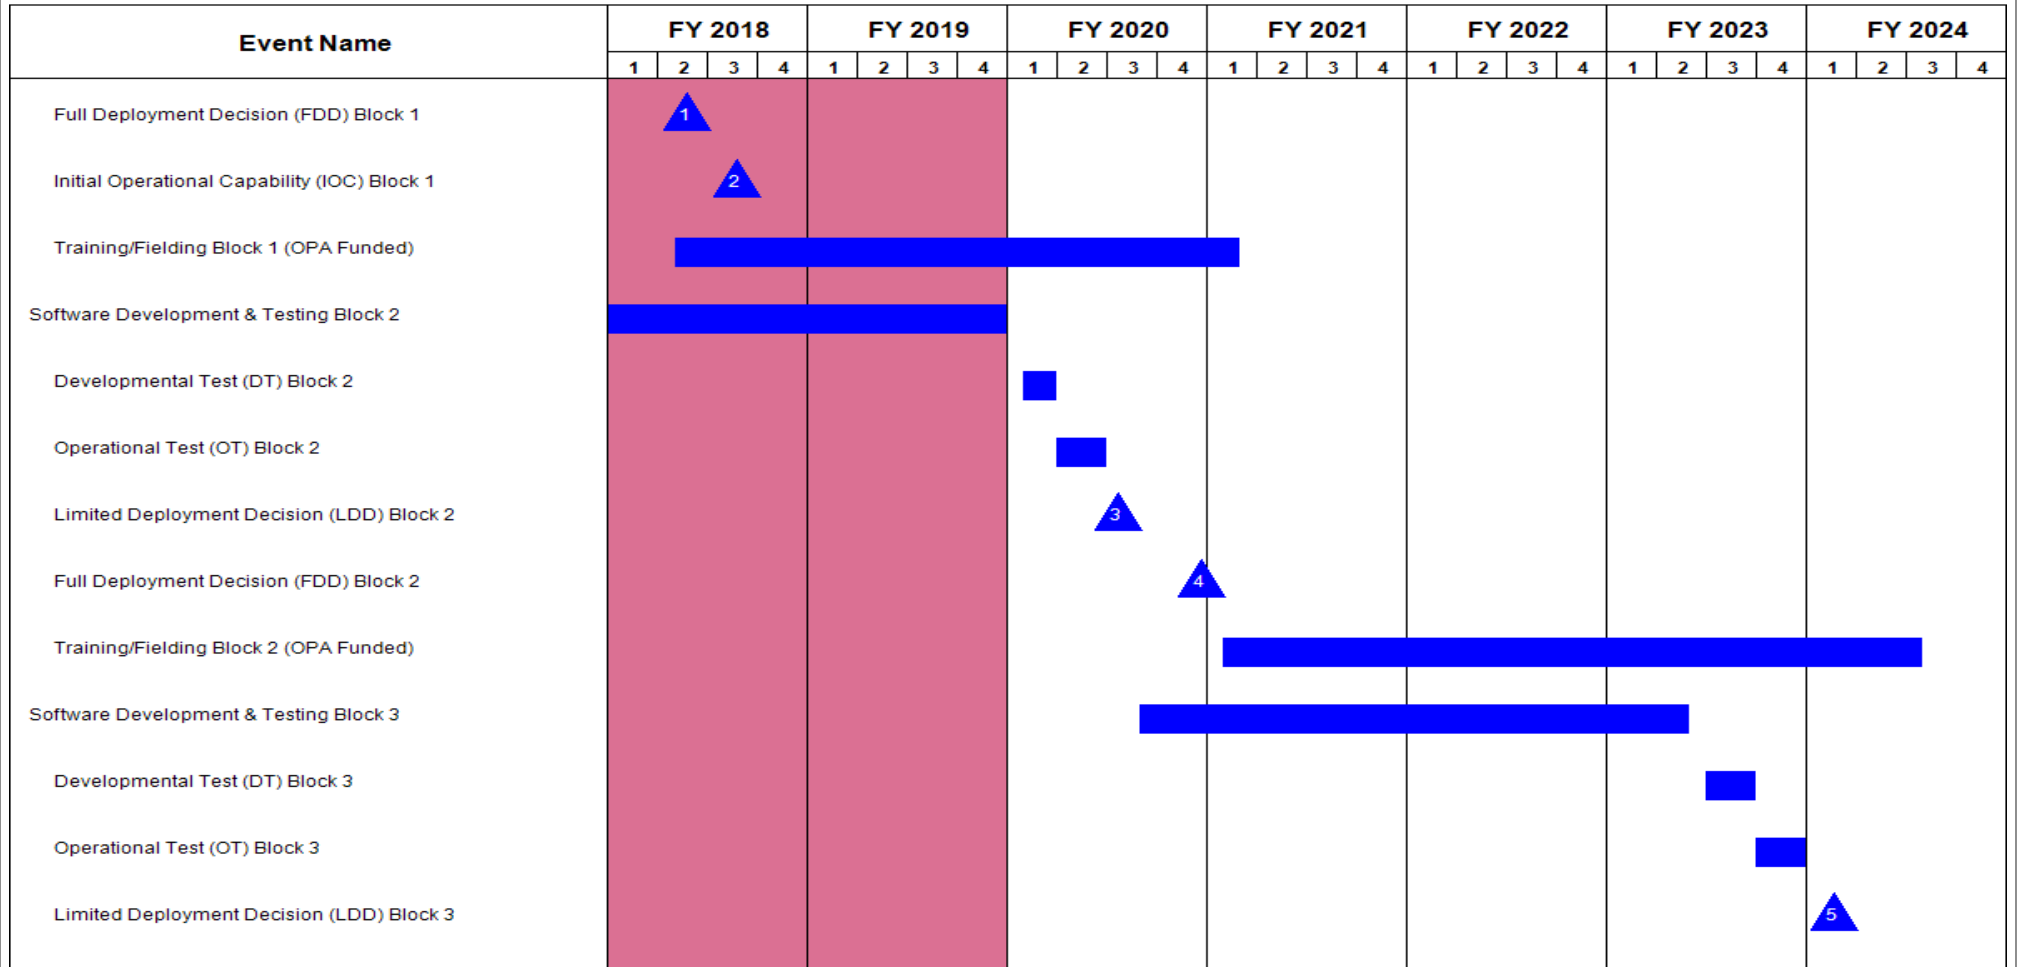 Event Name
FY 2018 FY 2019 FY 2020 FY 2021 FY 2022 FY 2023 FY 2024
1 2 3 4 1 2 3 4 1 2 3 4 1 2 3 4 1 2 3 4 1 2 3 4 1 2 3 4
Full Deployment Decision (FDD) Block 1
1
Initial Operational Capability (IOC) Block 1
2
Training/Fielding Block 1 (OPA Funded)
Software Development & Testing Block 2
Developmental Test (DT) Block 2
Operational Test (OT) Block 2
Limited Deployment Decision (LDD) Block 2
3
Full Deployment Decision (FDD) Block 2
4
Training/Fielding Block 2 (OPA Funded)
Software Development & Testing Block 3
Developmental Test (DT) Block 3
Operational Test (OT) Block 3
Limited Deployment Decision (LDD) Block 3
5